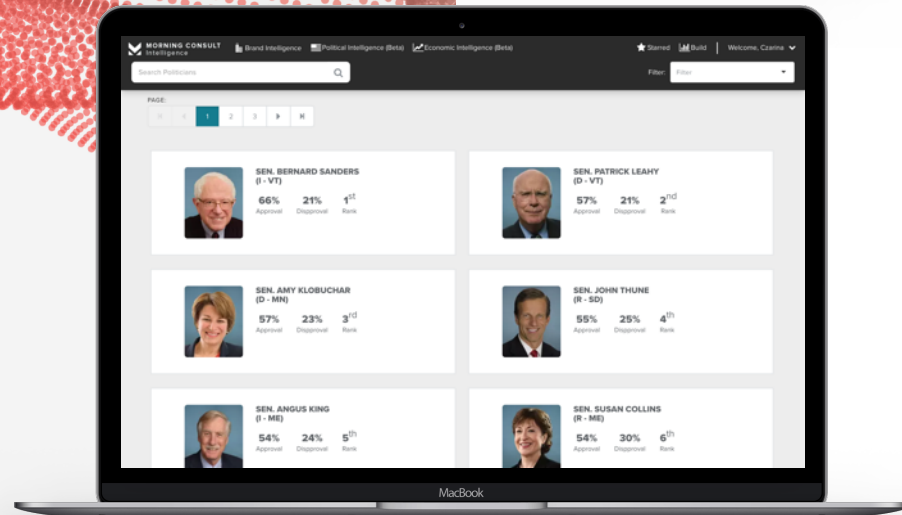 MORNING CONSULT
Intelligence
Brand Intelligence
Political Intelligence (Beta)
Economic Intelligence (Beta)
Starred
Build
Welcome, Czarina
Search Politicians
Filter:
Filter
PAGE:
1 2 3
SEN. BERNARD SANDERS
(I - VT)
66% 21% 1st
Approval Disapproval Rank
SEN. PATRICK LEAHY
(D - VT)
57% 21% 2nd
Approval Disapproval Rank
SEN. AMY KLOBUCHAR
(D - MN)
57% 23% 3rd
Approval Disapproval Rank
SEN. JOHN THUNE
(R - SD)
55% 25% 4th
Approval Disapproval Rank
SEN. ANGUS KING
(I - ME)
54% 24% 5th
Approval Disapproval Rank
SEN. SUSAN COLLINS
(R - ME)
54% 30% 6th
Approval Disapproval Rank
MacBook